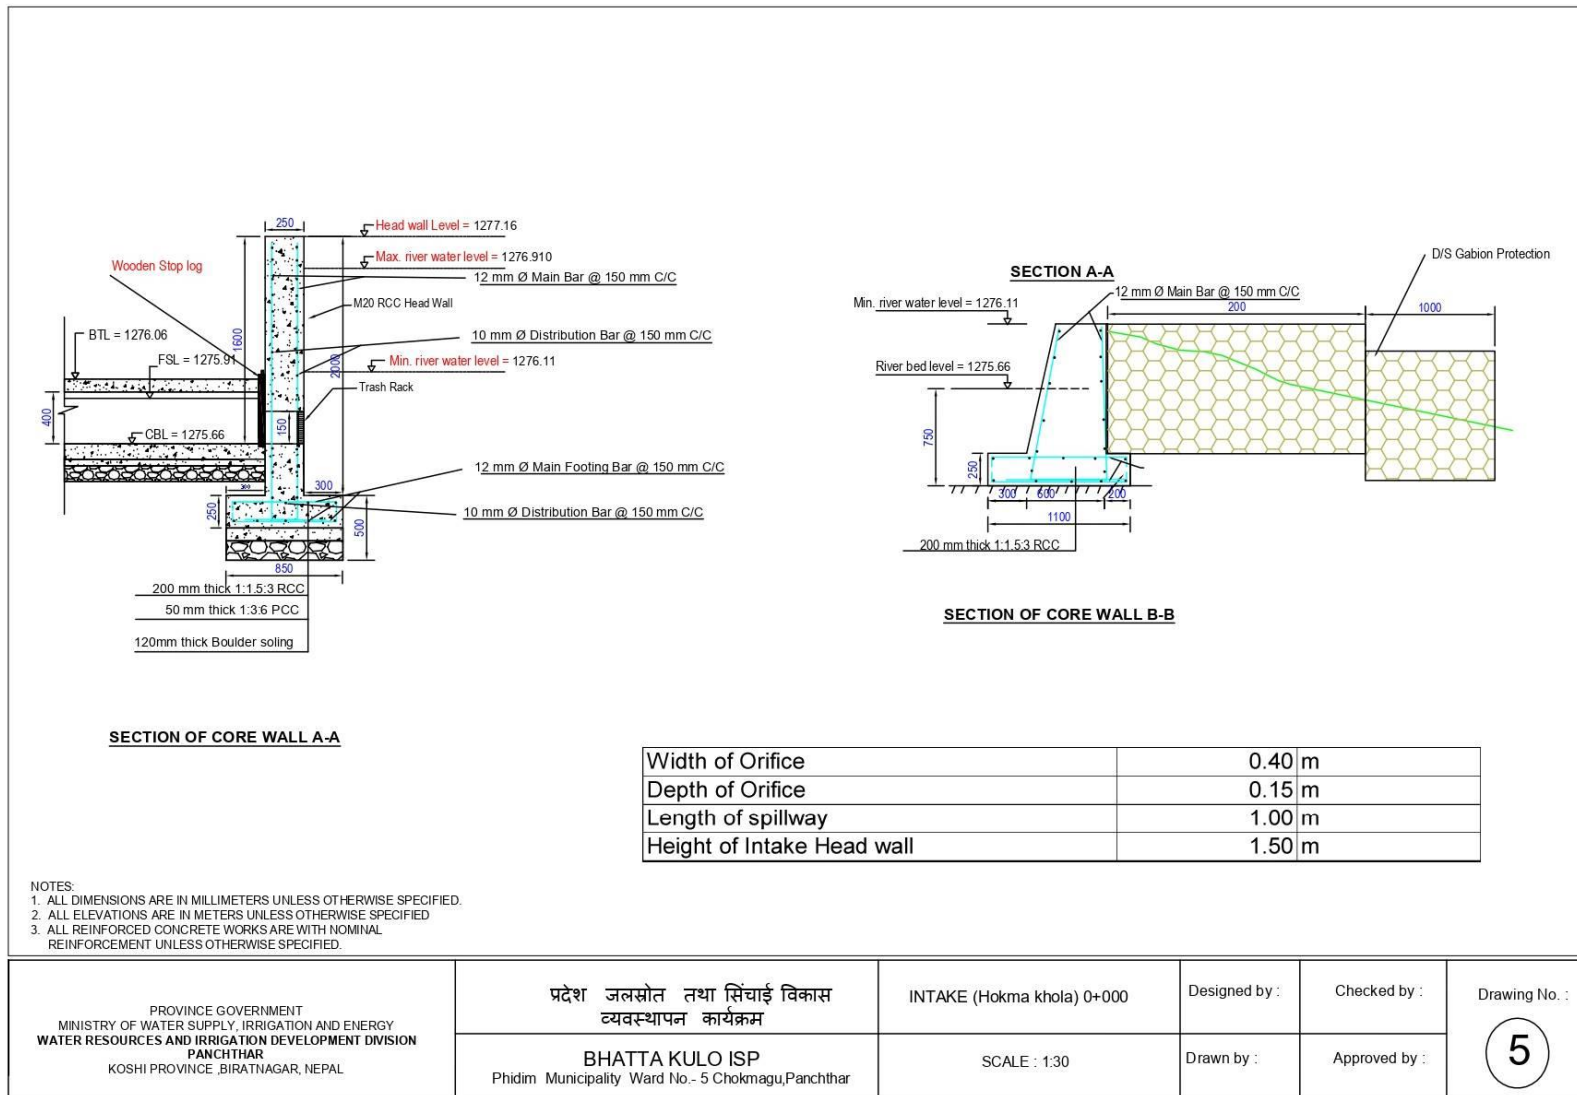 250
Head wall Level = 1277.16
Max. river water level = 1276.910
Wooden Stop log
12 mm Ø Main Bar @ 150 mm C/C
M20 RCC Head Wall
BTL = 1276.06
1600
2000
10 mm Ø Distribution Bar @ 150 mm C/C
FSL = 1275.91
Min. river water level = 1276.11
Trash Rack
400
150
CBL = 1275.66
12 mm Ø Main Footing Bar @ 150 mm C/C
300
300
250
10 mm Ø Distribution Bar @ 150 mm C/C
500
850
200 mm thick 1:1.5:3 RCC
50 mm thick 1:3:6 PCC
120mm thick Boulder soling
SECTION OF CORE WALL A-A
D/S Gabion Protection
SECTION A-A
12 mm Ø Main Bar @ 150 mm C/C
Min. river water level = 1276.11
200
1000
River bed level = 1275.66
750
250
300
600
200
1100
200 mm thick 1:1.5:3 RCC
SECTION OF CORE WALL B-B
Width of Orifice 0.40 m
Depth of Orifice 0.15 m
Length of spillway 1.00 m
Height of Intake Head wall 1.50 m
NOTES:
1. ALL DIMENSIONS ARE IN MILLIMETERS UNLESS OTHERWISE SPECIFIED.
2. ALL ELEVATIONS ARE IN METERS UNLESS OTHERWISE SPECIFIED
3. ALL REINFORCED CONCRETE WORKS ARE WITH NOMINAL
REINFORCEMENT UNLESS OTHERWISE SPECIFIED.
PROVINCE GOVERNMENT
MINISTRY OF WATER SUPPLY, IRRIGATION AND ENERGY
WATER RESOURCES AND IRRIGATION DEVELOPMENT DIVISION
PANCHTHAR
KOSHI PROVINCE ,BIRATNAGAR, NEPAL
प्रदेश जलस्रोत तथा सिंचाई विकास
व्यवस्थापन कार्यक्रम
BHATTA KULO ISP
Phidim Municipality Ward No.- 5 Chokmagu,Panchthar
INTAKE (Hokma khola) 0+000
SCALE : 1:30
Designed by :
Checked by :
Drawn by :
Approved by :
Drawing No. :
5